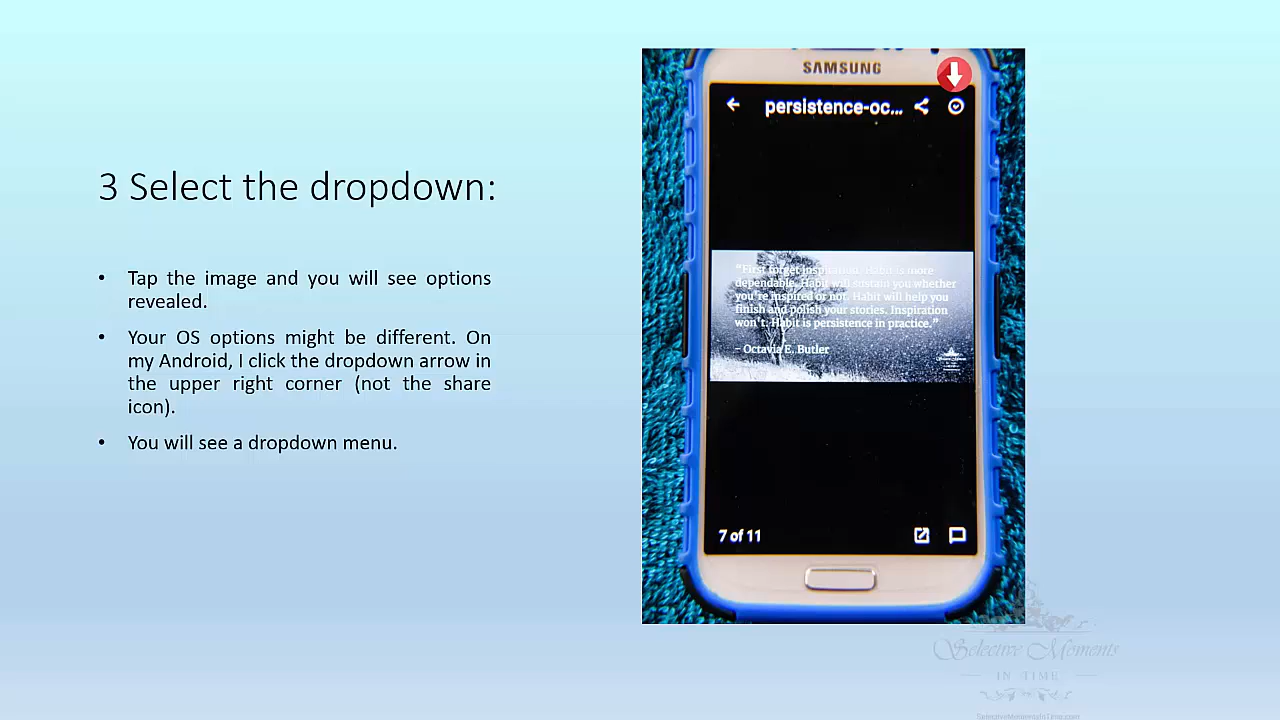 3 Select the dropdown:
• Tap the image and you will see options
revealed.
• Your OS options might be different. On
my Android, I click the dropdown arrow in
the upper right corner (not the share
icon).
• You will see a dropdown menu.
SAMSUNG
persistence-oc...
“First forget inspiration. Habit is more
dependable. Habit will sustain you whether
you're inspired or not. Habit will help you
finish and polish your stories. Inspiration
won't. Habit is persistence in practice.”
– Octavia E. Butler
7 of 11
Selective Moments
IN TIME
SelectiveMomentsInTime.com